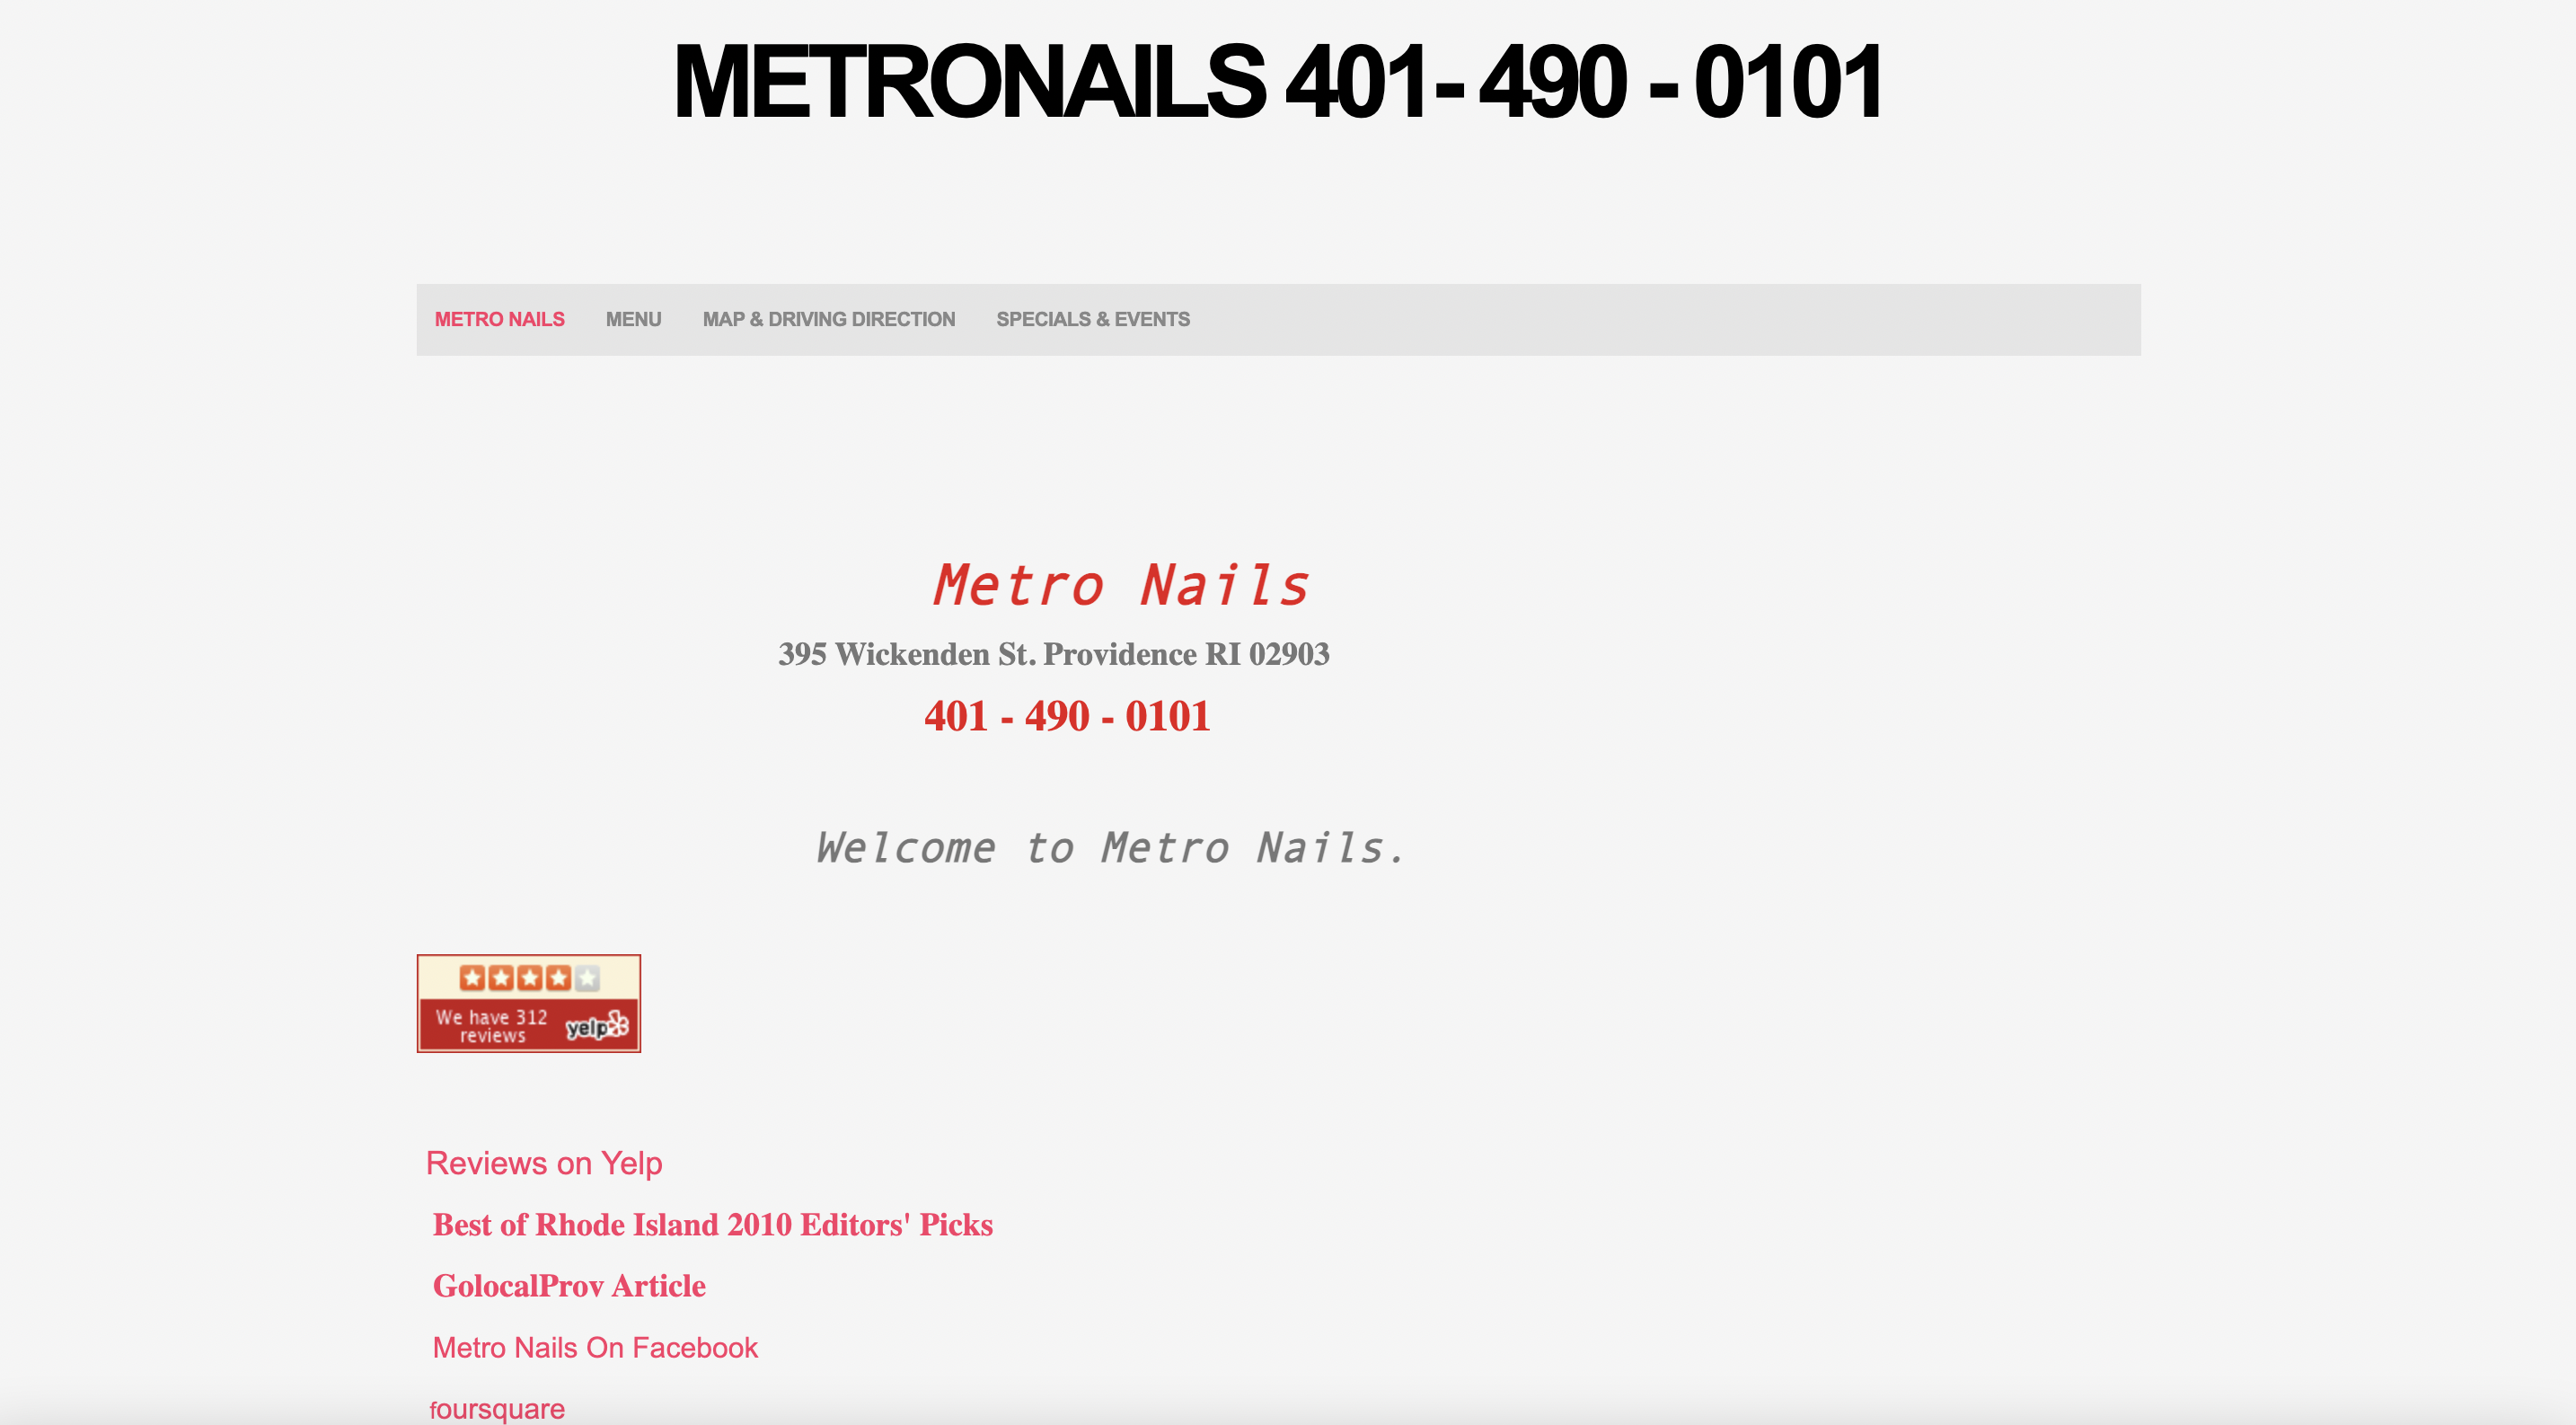 METRONAILS 401- 490 - 0101
METRO NAILS MENU MAP & DRIVING DIRECTION SPECIALS & EVENTS
Metro Nails
395 Wickenden St. Providence RI 02903
401 - 490 - 0101
Welcome to Metro Nails.
We have 312
reviews
yelp
Reviews on Yelp
Best of Rhode Island 2010 Editors' Picks
GolocalProv Article
Metro Nails On Facebook
foursquare